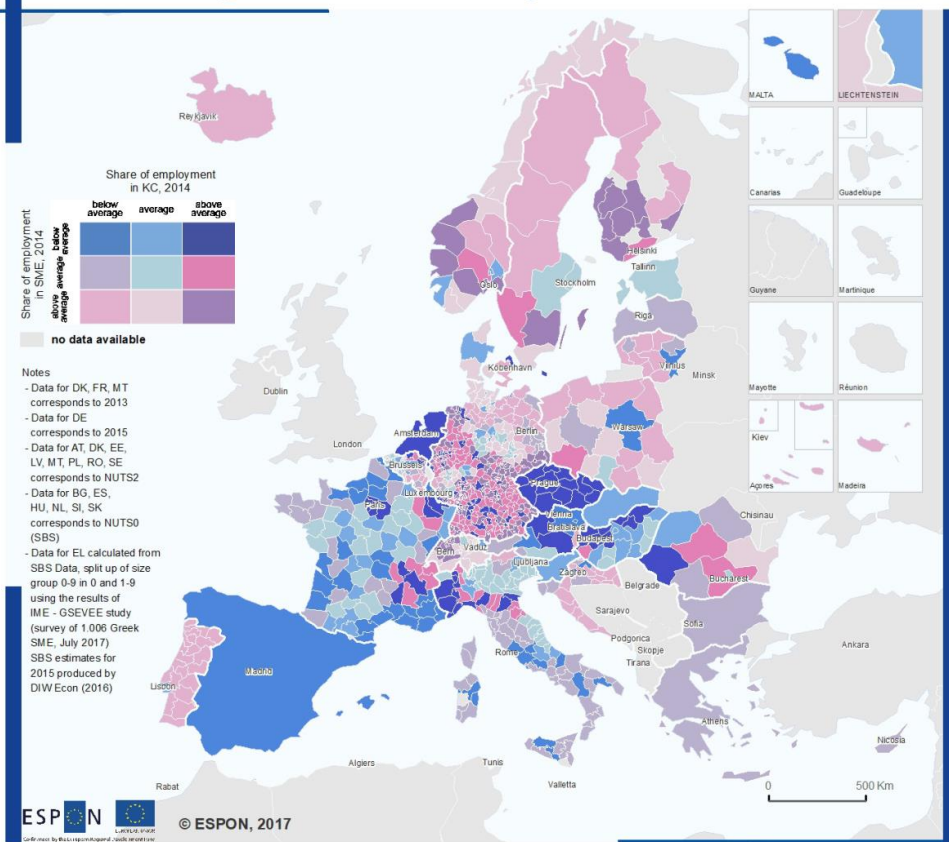 MALTA
LIECHTENSTEIN
Reykjavik
Canarias
Guadeloupe
Share of employment
in KC, 2014
below
average
average
above
average
Share of employment
in SME, 2014
below
average
average
above
average
no data available
Helsinki
Tallinn
Oslo
Stockholm
Guyane
Martinique
Riga
Notes
- Data for DK, FR, MT
corresponds to 2013
- Data for DE
corresponds to 2015
- Data for AT, DK, EE,
LV, MT, PL, RO, SE
corresponds to NUTS2
- Data for BG, ES,
HU, NL, SI, SK
corresponds to NUTS0
(SBS)
- Data for EL calculated from
SBS Data, split up of size
group 0-9 in 0 and 1-9
using the results of
IME - GSEVEE study
(survey of 1.006 Greek
SME, July 2017)
SBS estimates for
2015 produced by
DIW Econ (2016)
København
Vilnius
Minsk
Mayotte
Réunion
Dublin
Amsterdam
Berlin
Warsaw
London
Brussels
Kiev
Prague
Açores
Madeira
Luxembourg
Paris
Vienna
Bratislava
Chisinau
Budapest
Bern
Vaduz
Ljubljana
Zagreb
Belgrade
Bucharest
Sarajevo
Sofia
Podgorica
Skopje
Tirana
Ankara
Rome
Madrid
Lisbon
Athens
Nicosia
Algiers
Tunis
Valletta
Rabat
0
500 Km
ESPON
© ESPON, 2017